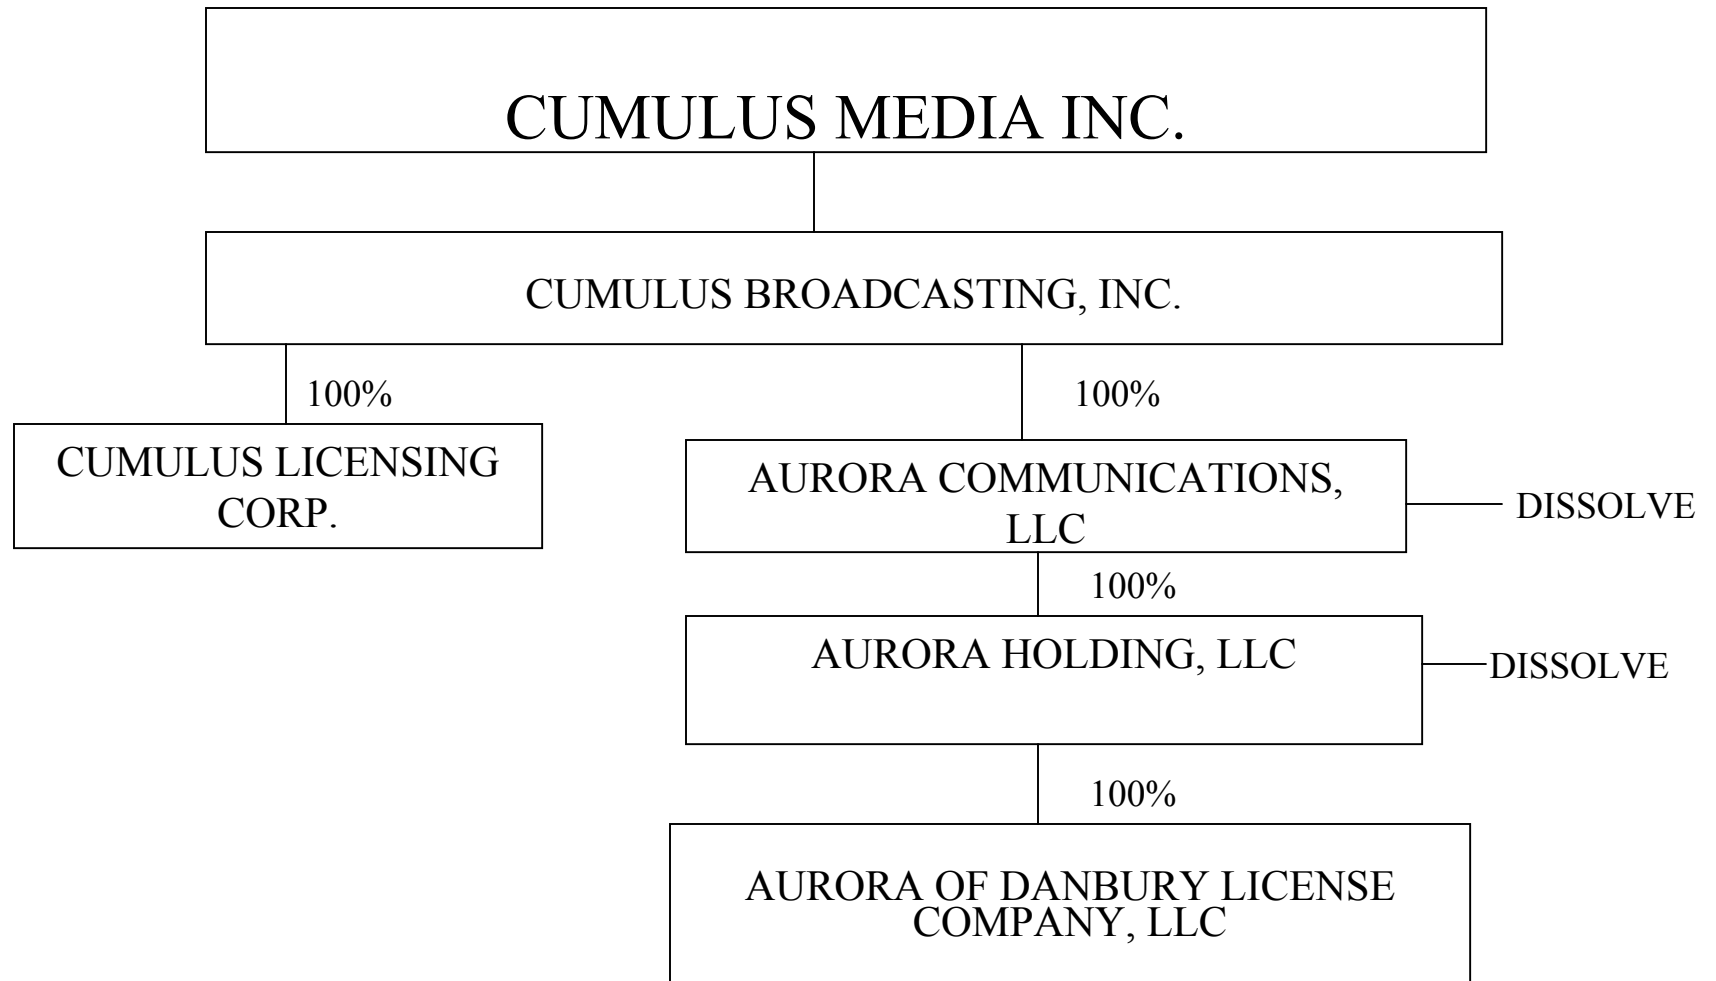 CUMULUS MEDIA INC.
CUMULUS BROADCASTING, INC.
100%
100%
CUMULUS LICENSING
CORP.
AURORA COMMUNICATIONS,
LLC
DISSOLVE
100%
AURORA HOLDING, LLC
DISSOLVE
100%
AURORA OF DANBURY LICENSE
COMPANY, LLC